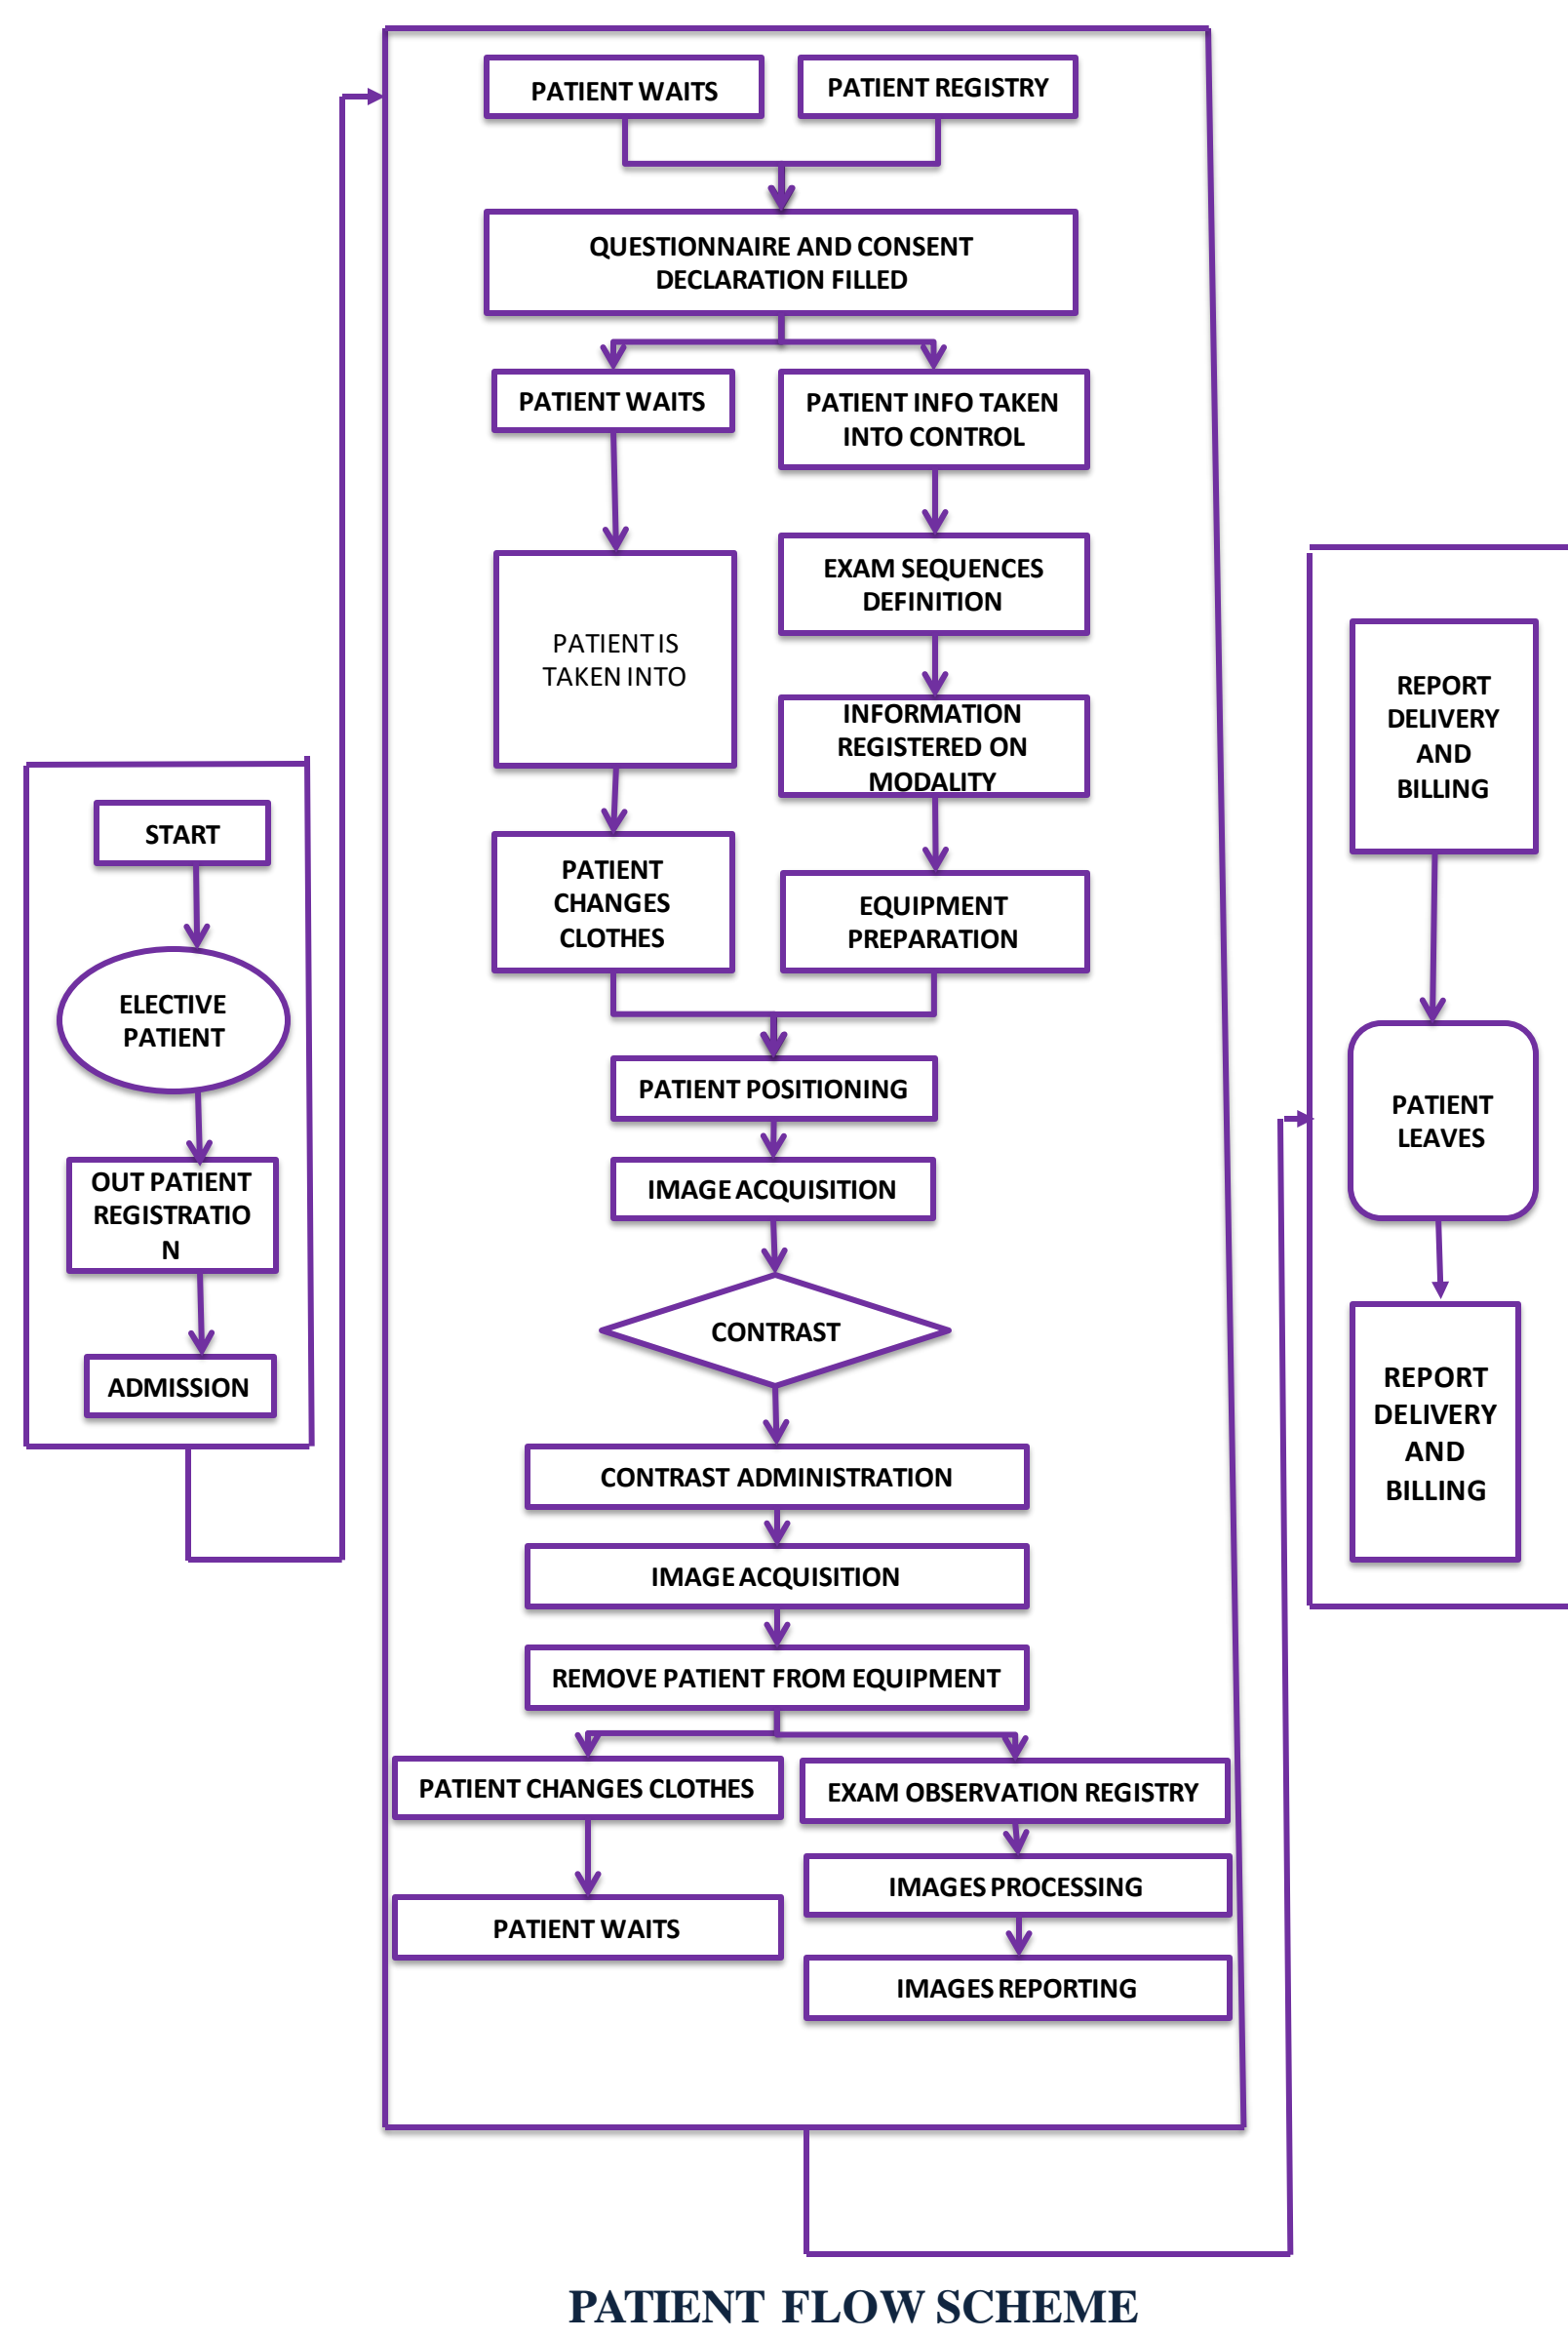 START
ELECTIVE
PATIENT
OUT PATIENT
REGISTRATIO
N
ADMISSION
PATIENT WAITS
PATIENT REGISTRY
QUESTIONNAIRE AND CONSENT
DECLARATION FILLED
PATIENT WAITS
PATIENT IS
TAKEN INTO
PATIENT
CHANGES
CLOTHES
PATIENT INFO TAKEN
INTO CONTROL
EXAM SEQUENCES
DEFINITION
INFORMATION
REGISTERED ON
MODALITY
EQUIPMENT
PREPARATION
PATIENT POSITIONING
IMAGE ACQUISITION
CONTRAST
CONTRAST ADMINISTRATION
IMAGE ACQUISITION
REMOVE PATIENT FROM EQUIPMENT
PATIENT CHANGES CLOTHES
PATIENT WAITS
EXAM OBSERVATION REGISTRY
IMAGES PROCESSING
IMAGES REPORTING
REPORT
DELIVERY
AND
BILLING
PATIENT
LEAVES
REPORT
DELIVERY
AND
BILLING
PATIENT FLOW SCHEME